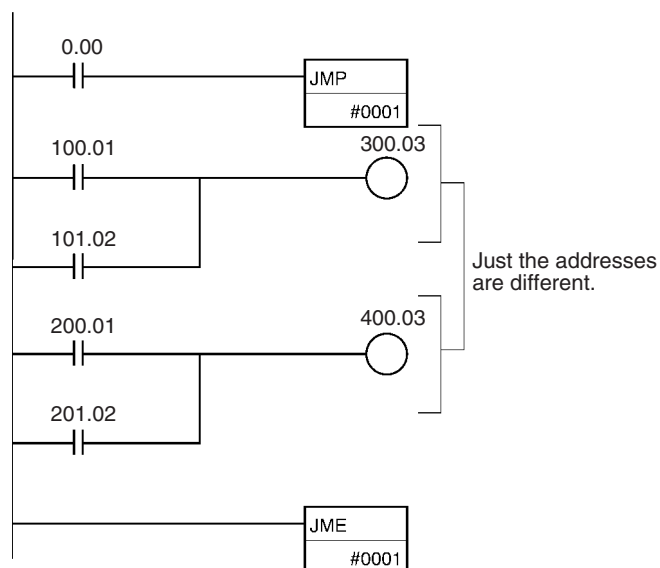 0.00
JMP
#0001
100.01
300.03
101.02
Just the addresses
are different.
200.01
400.03
201.02
JME
#0001